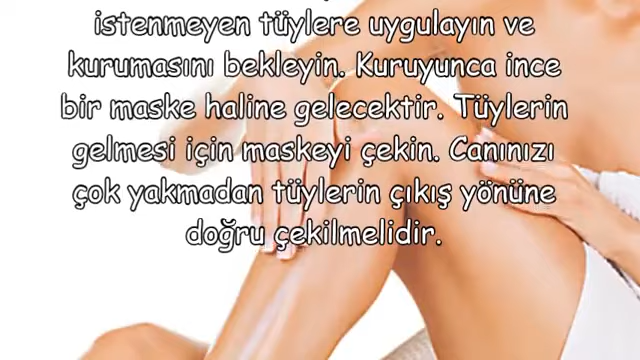 istenmeyen tüylere uygulayın ve
kurumasını bekleyin. Kuruyunca ince
bir maske haline gelecektir. Tüylerin
gelmesi için maskeyi çekin. Canınızı
çok yakmadan tüylerin çıkış yönüne
doğru çekilmelidir.